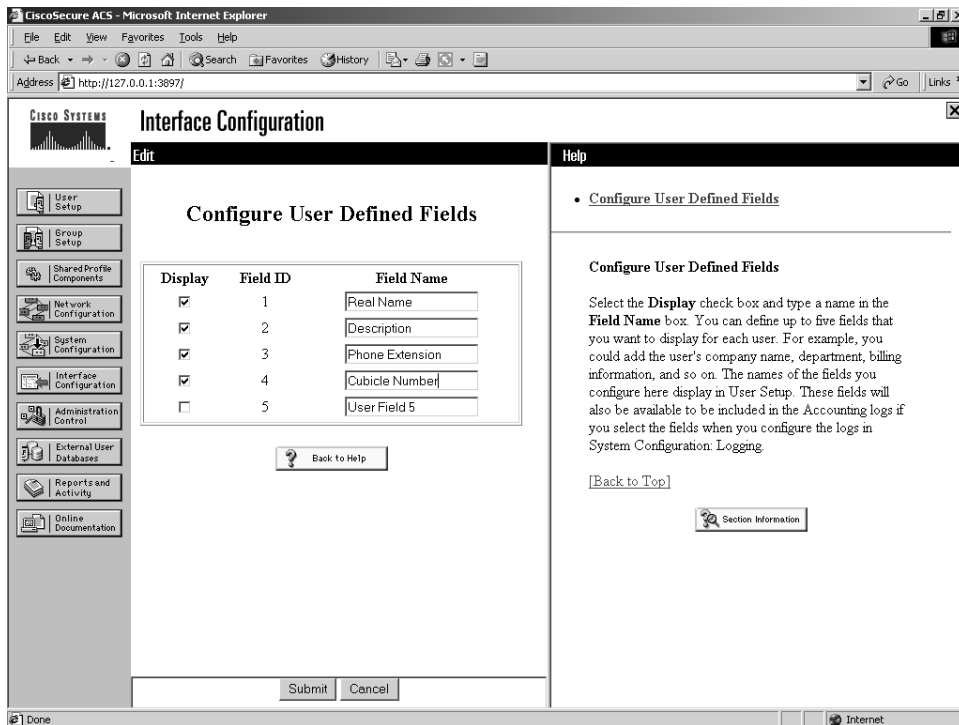 CiscoSecure ACS - Microsoft Internet Explorer
File Edit View Favorites Tools Help
Back Search Favorites History
Address http://127.0.0.1:3897/ Go Links
CISCO SYSTEMS
Interface Configuration
Edit
User
Setup
Group
Setup
Shared Profile
Components
Network
Configuration
System
Configuration
Interface
Configuration
Administration
Control
External User
Databases
Reports and
Activity
Online
Documentation
Configure User Defined Fields
Display Field ID Field Name
1 Real Name
2 Description
3 Phone Extension
4 Cubicle Number
5 User Field 5
? Back to Help
Submit Cancel
Help
• Configure User Defined Fields
Configure User Defined Fields
Select the Display check box and type a name in the
Field Name box. You can define up to five fields that
you want to display for each user. For example, you
could add the user's company name, department, billing
information, and so on. The names of the fields you
configure here display in User Setup. These fields will
also be available to be included in the Accounting logs if
you select the fields when you configure the logs in
System Configuration: Logging.
[Back to Top]
Section Information
Done Internet